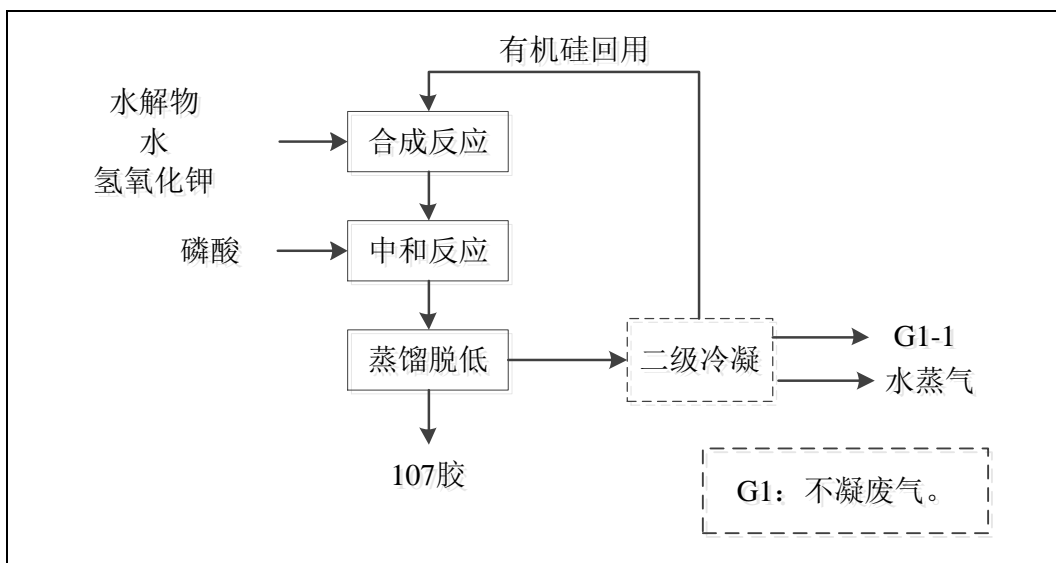 有机硅回用
水解物
水
氢氧化钾
合成反应
磷酸
中和反应
蒸馏脱低
二级冷凝
G1-1
水蒸气
107胶
G1：不凝废气。